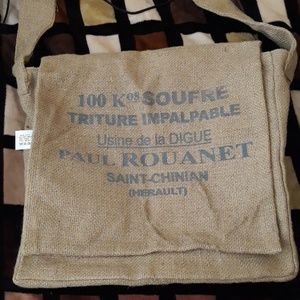 100 Kos SOUFRE
TRITURE IMPALPABLE
Usine de la DIGUE
PAUL ROUANET
SAINT-CHINIAN
(HERAULT)